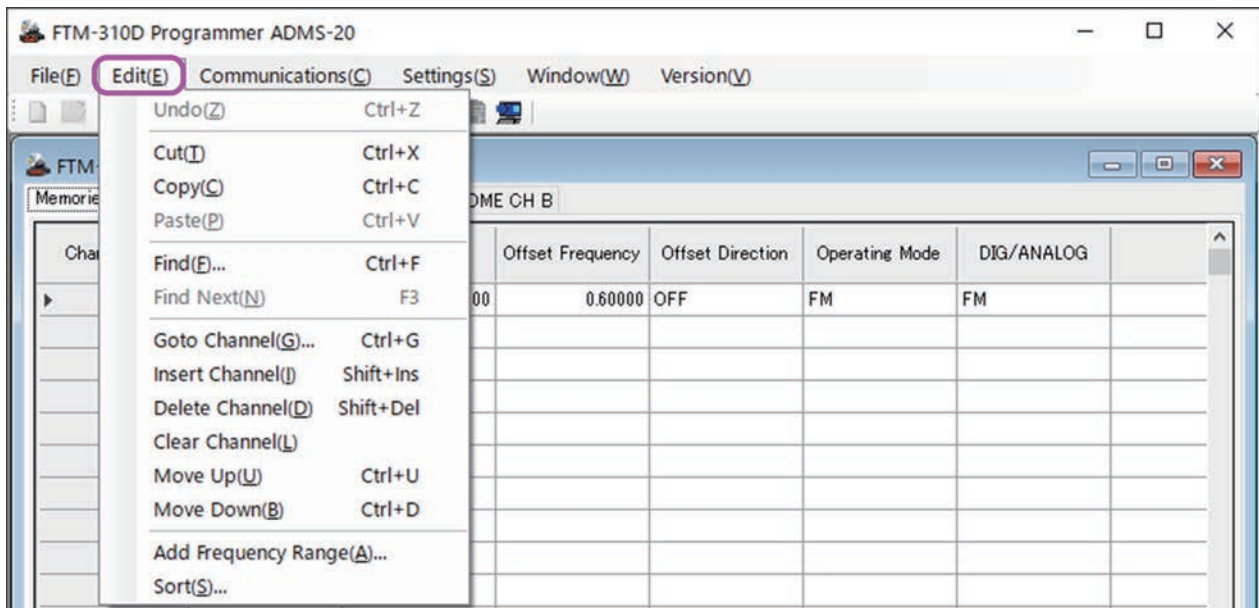 FTM-310D Programmer ADMS-20
File(F) Edit(E) Communications(C) Settings(S) Window(W) Version(V)
Undo(Z) Ctrl+Z
Cut(T) Ctrl+X
Copy(C) Ctrl+C
Paste(P) Ctrl+V
Find(F)... Ctrl+F
Find Next(N) F3
Goto Channel(G)... Ctrl+G
Insert Channel(I) Shift+Ins
Delete Channel(D) Shift+Del
Clear Channel(L)
Move Up(U) Ctrl+U
Move Down(B) Ctrl+D
Add Frequency Range(A)...
Sort(S)...
FTM-
Memorie
OME CH B
Chan
Offset Frequency Offset Direction Operating Mode DIG/ANALOG
00 0.60000 OFF FM FM